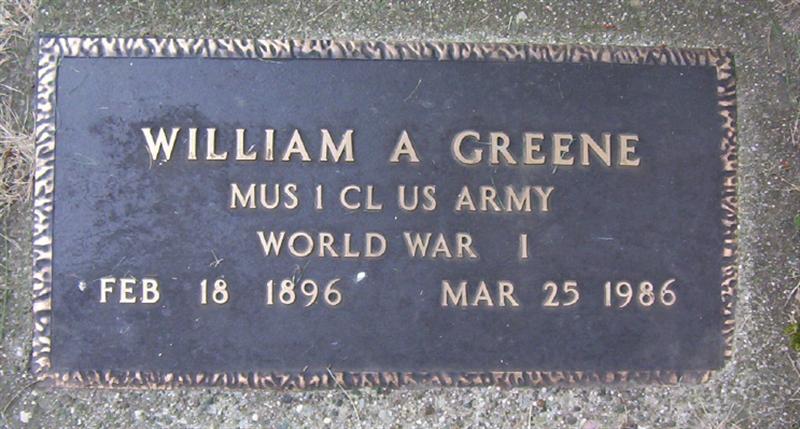 WILLIAM A GREENE
MUS 1 CL US ARMY
WORLD WAR I
FEB 18 1896 MAR 25 1986